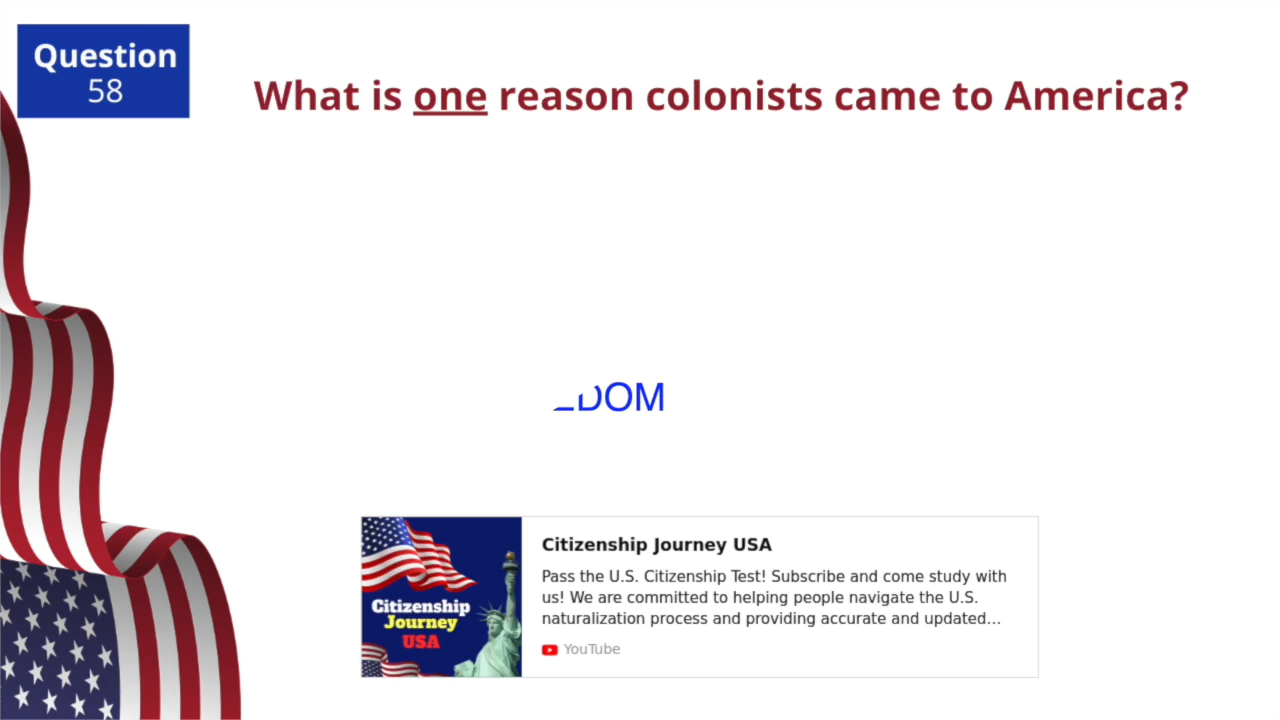 Question
58
What is one reason colonists came to America?
DOM
Citizenship Journey USA
Pass the U.S. Citizenship Test! Subscribe and come study with
us! We are committed to helping people navigate the U.S.
naturalization process and providing accurate and updated...
YouTube
Citizenship
Journey
USA